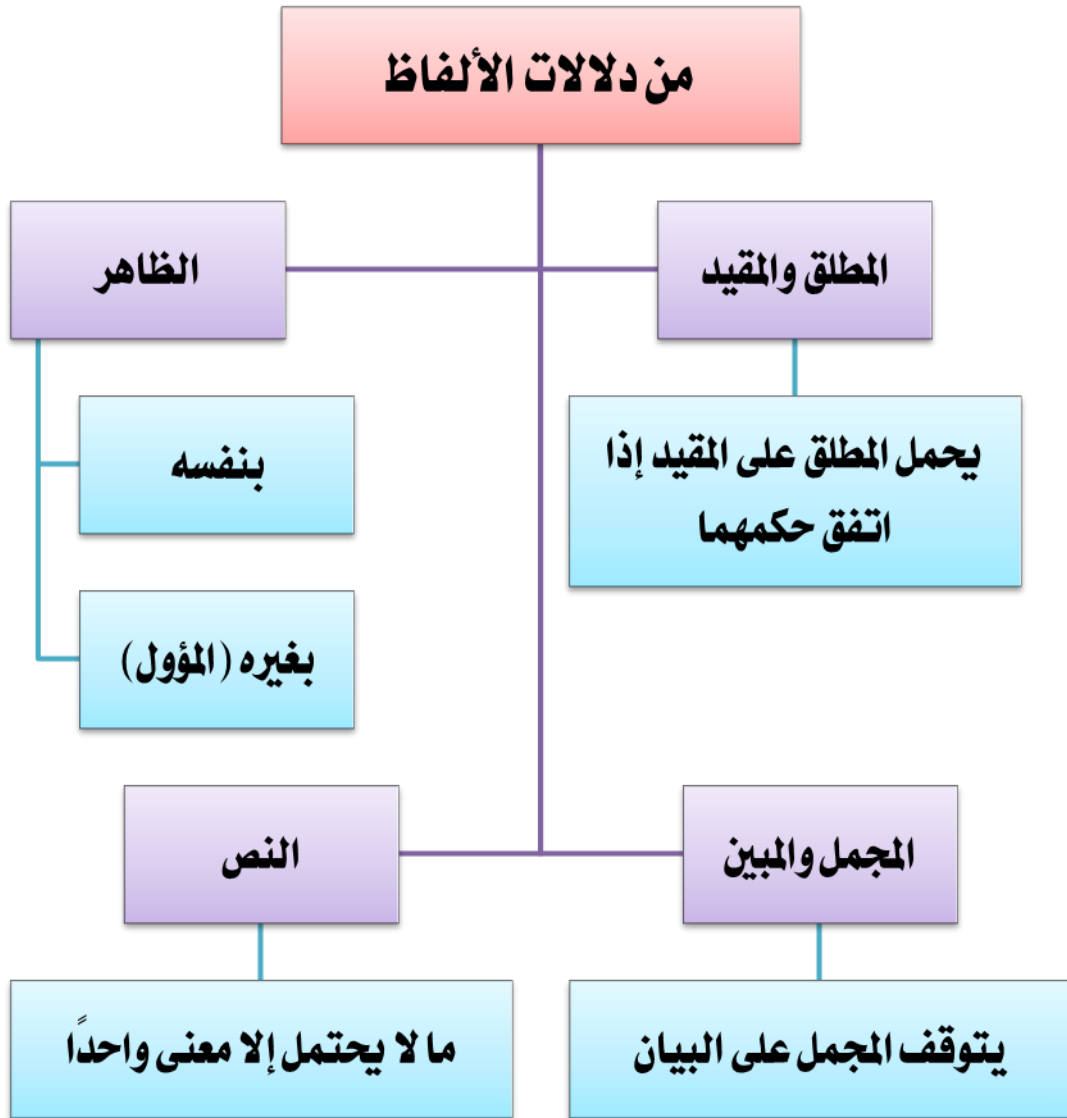 من دلالات الألفاظ
المطلق والمقيد
يحمل المطلق على المقيد إذا
اتفق حكمهما
الظاهر
بنفسه
بغيره (المؤول)
المجمل والمبين
يتوقف المجمل على البيان
النص
ما لا يحتمل إلا معنى واحدًا